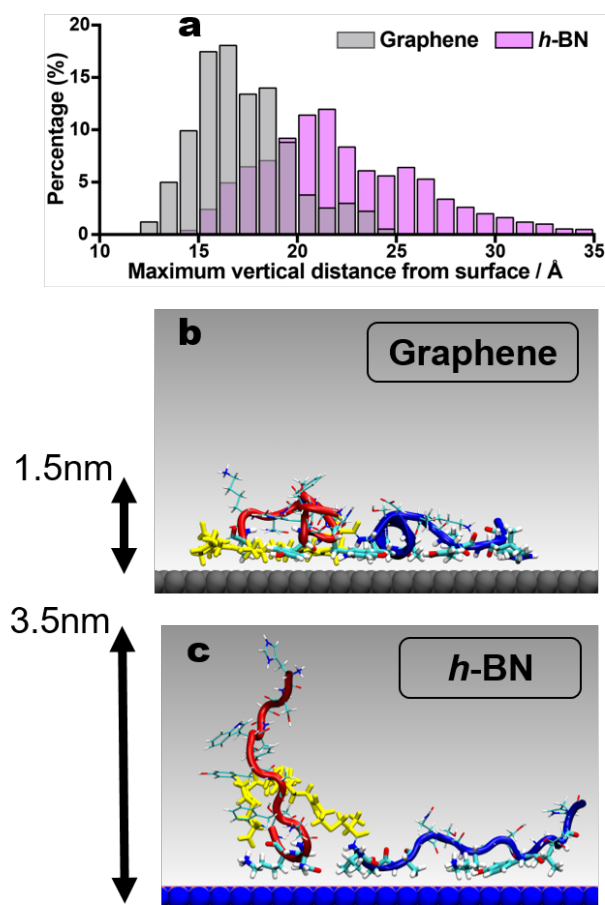 a
Graphene h-BN
Percentage (%)
20
15
10
5
0
10 15 20 25 30 35
Maximum vertical distance from surface / Å
b
Graphene
1.5nm
3.5nm
c
h-BN